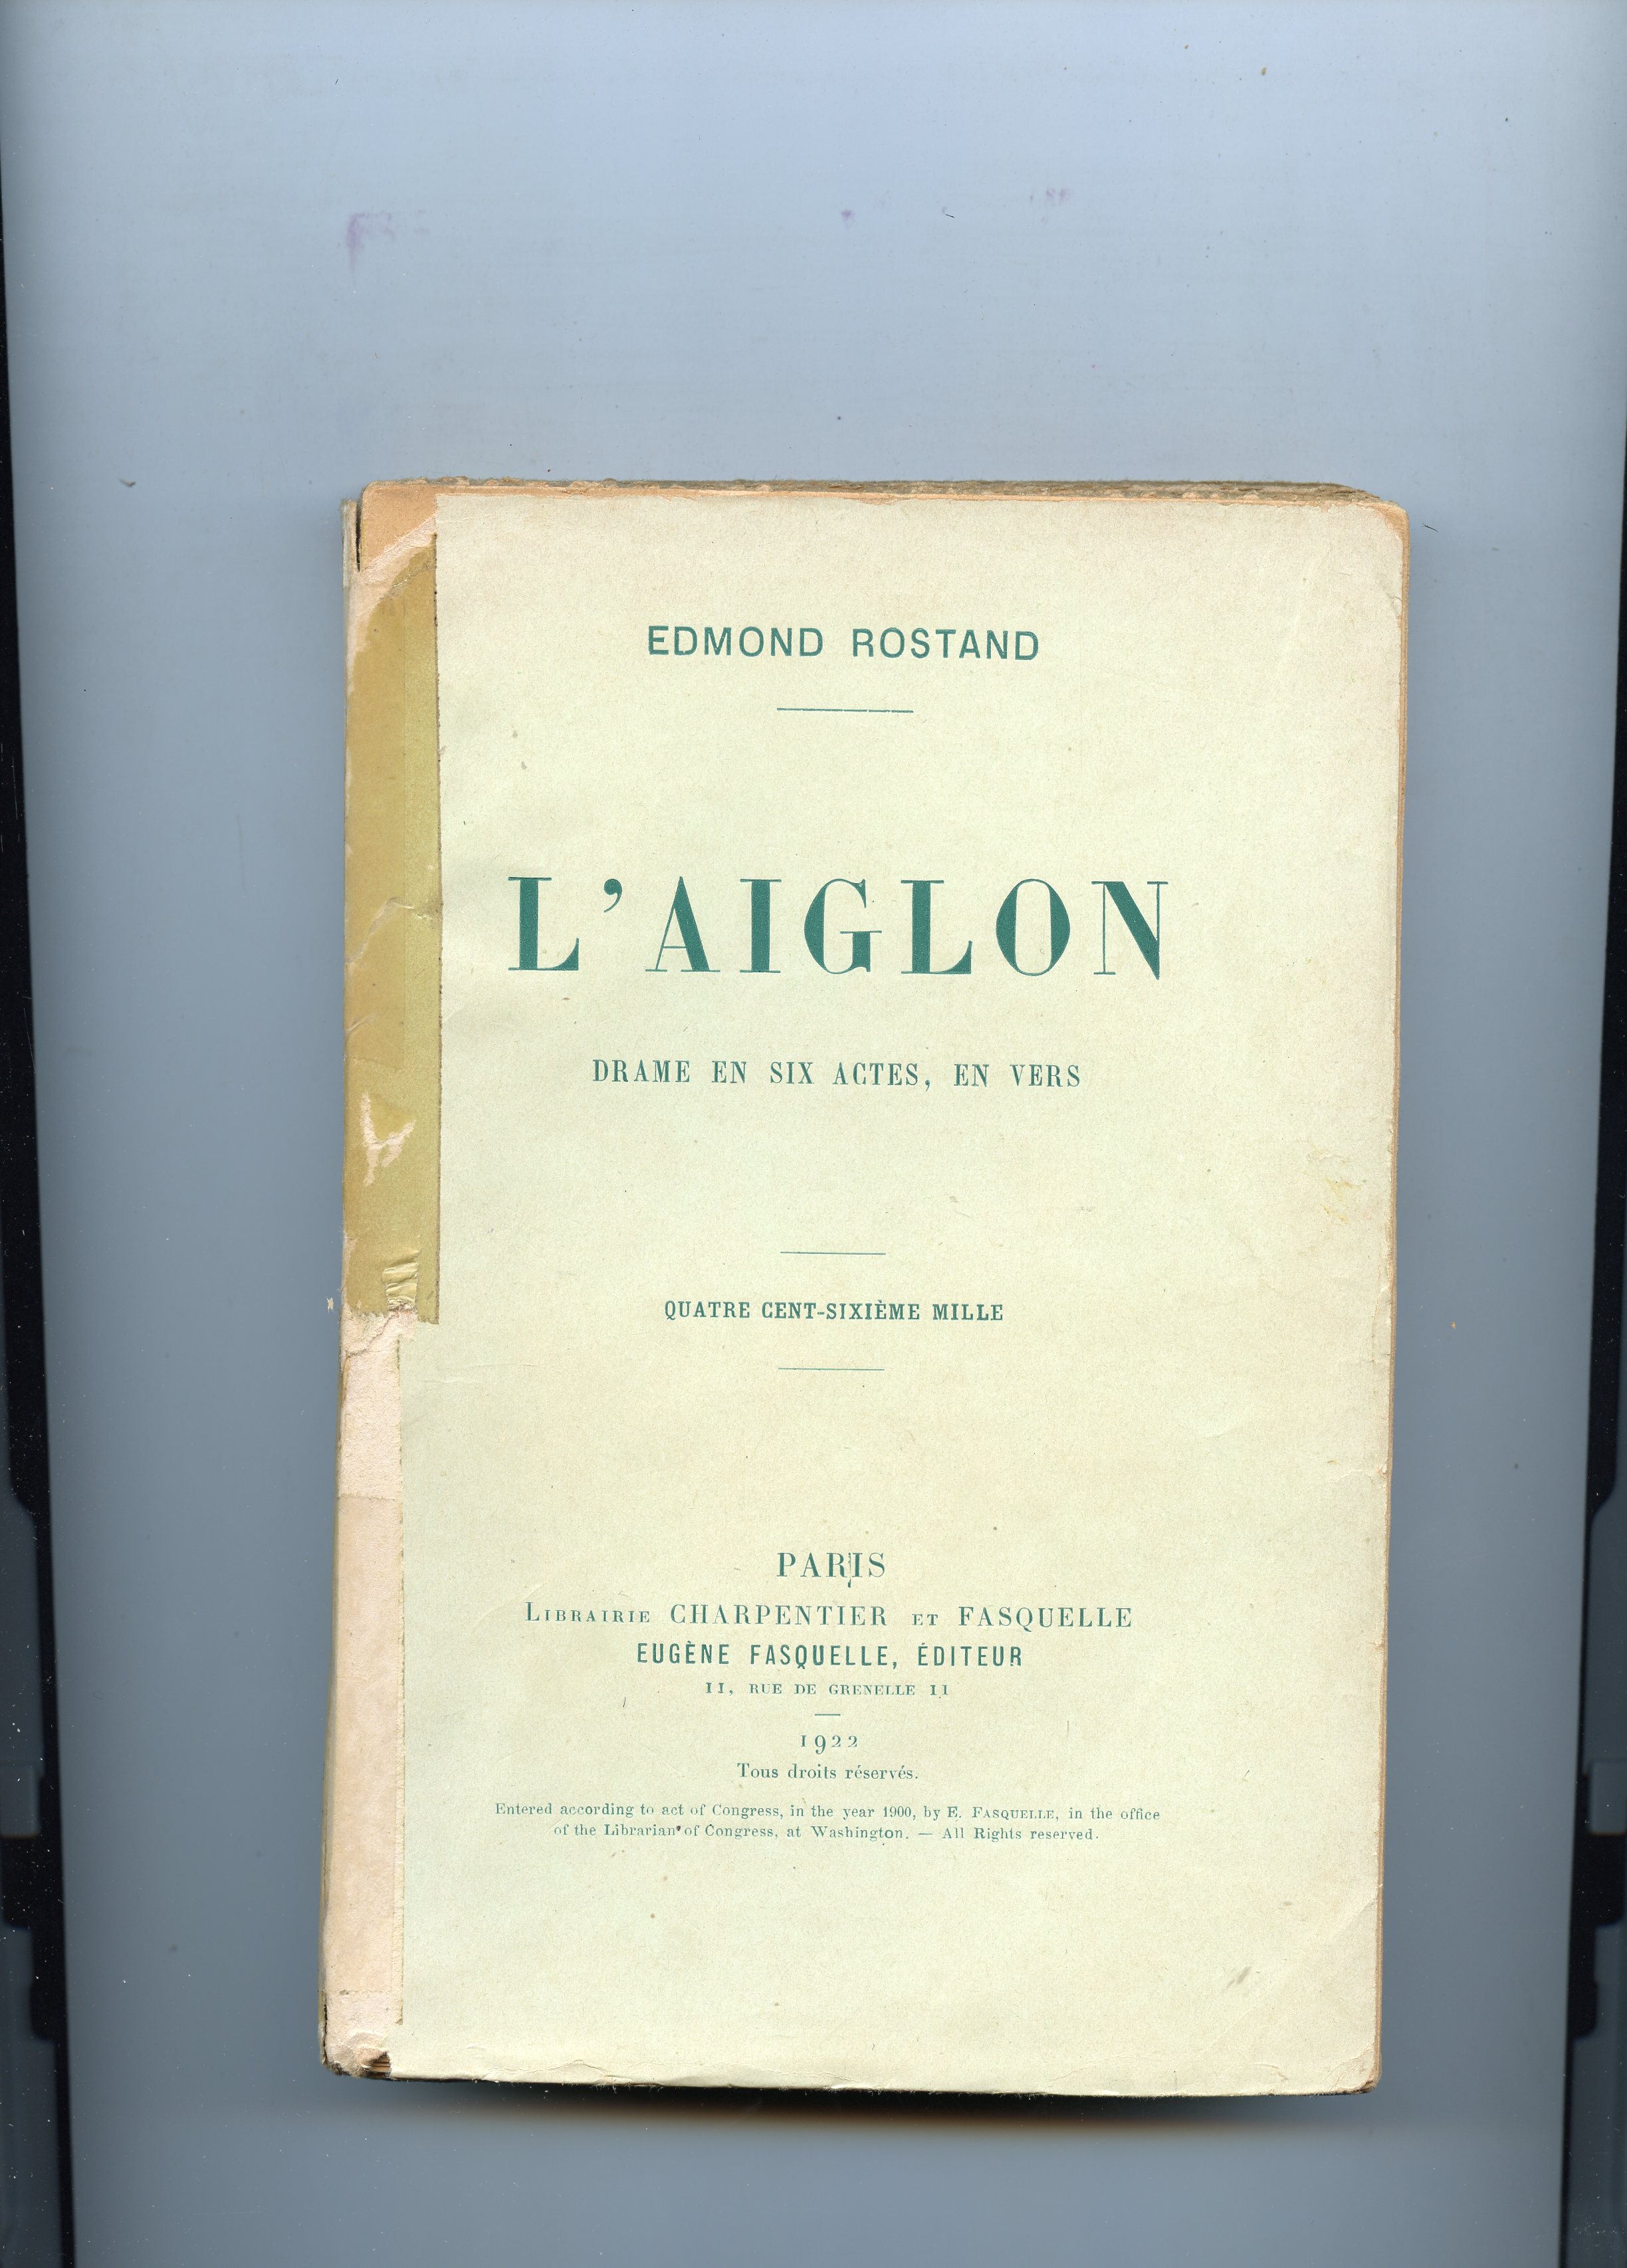 EDMOND ROSTAND
L'AIGLON
DRAME EN SIX ACTES, EN VERS
QUATRE CENT-SIXIÈME MILLE
PARIS
LIBRAIRIE CHARPENTIER ET FASQUELLE
EUGÈNE FASQUELLE, ÉDITEUR
11, RUE DE GRENELLE 11
1922
Tous droits réservés.
Entered according to act of Congress, in the year 1900, by E. FASQUELLE, in the office
of the Librarian of Congress, at Washington. — All Rights reserved.